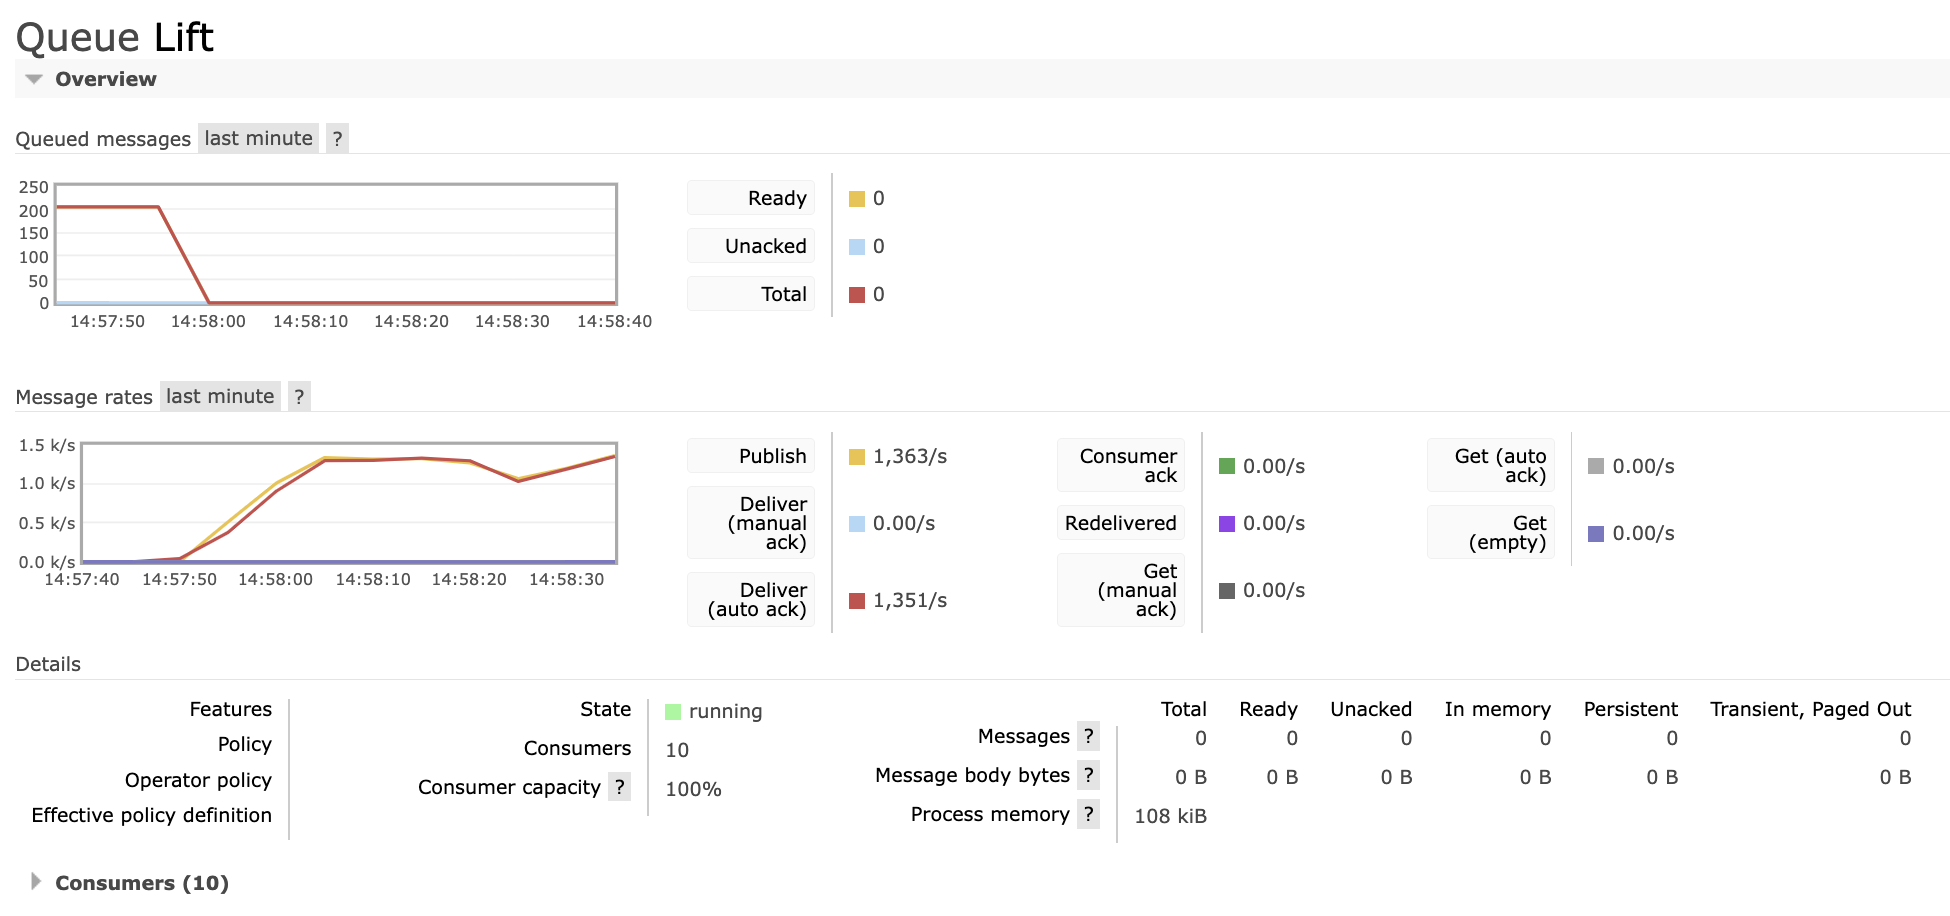 Queue Lift
Overview
Queued messages last minute ?
250
200
150
100
50
0
14:57:50 14:58:00 14:58:10 14:58:20 14:58:30 14:58:40
Ready 0
Unacked 0
Total 0
Message rates last minute ?
1.5 k/s
1.0 k/s
0.5 k/s
0.0 k/s
14:57:40 14:57:50 14:58:00 14:58:10 14:58:20 14:58:30
Publish 1,363/s
Deliver
(manual
ack)
0.00/s
Deliver
(auto ack)
1,351/s
Consumer
ack
0.00/s
Redelivered 0.00/s
Get
(manual
ack)
0.00/s
Get (auto
ack)
0.00/s
Get
(empty)
0.00/s
Details
Features
Policy
Operator policy
Effective policy definition
State running
Consumers 10
Consumer capacity ? 100%
Total Ready Unacked In memory Persistent Transient, Paged Out
Messages ? 0 0 0 0 0 0
Message body bytes ? 0 B 0 B 0 B 0 B 0 B 0 B
Process memory ? 108 kiB
Consumers (10)